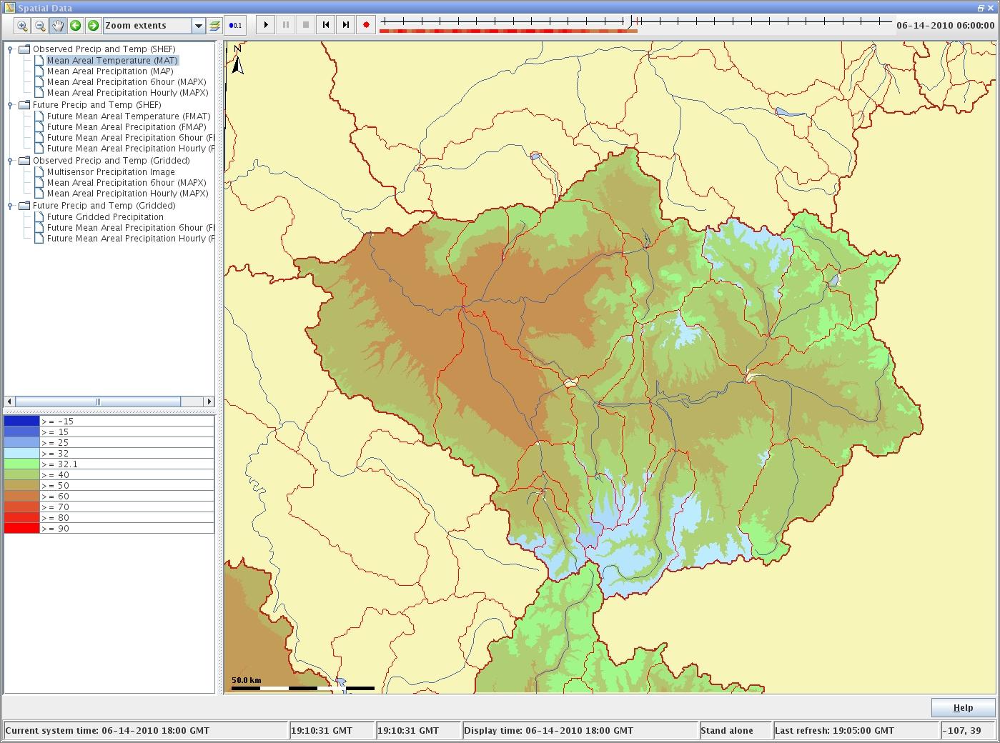 Spatial Data
Zoom extents
0.1
06-14-2010 06:00:00
Observed Precip and Temp (SHEF)
Mean Areal Temperature (MAT)
Mean Areal Precipitation (MAP)
Mean Areal Precipitation 6hour (MAPX)
Mean Areal Precipitation Hourly (MAPX)
Future Precip and Temp (SHEF)
Future Mean Areal Temperature (FMAT)
Future Mean Areal Precipitation (FMAP)
Future Mean Areal Precipitation 6hour (F
Future Mean Areal Precipitation Hourly (F
Observed Precip and Temp (Gridded)
Multisensor Precipitation Image
Mean Areal Precipitation 6hour (MAPX)
Mean Areal Precipitation Hourly (MAPX)
Future Precip and Temp (Gridded)
Future Gridded Precipitation
Future Mean Areal Precipitation 6hour (F
Future Mean Areal Precipitation Hourly (F
>= -15
>= 15
>= 25
>= 32
>= 32.1
>= 40
>= 50
>= 60
>= 70
>= 80
>= 90
N
50.0 km
Help
Current system time: 06-14-2010 18:00 GMT
19:10:31 GMT
19:10:31 GMT
Display time: 06-14-2010 18:00 GMT
Stand alone
Last refresh: 19:05:00 GMT
-107, 39